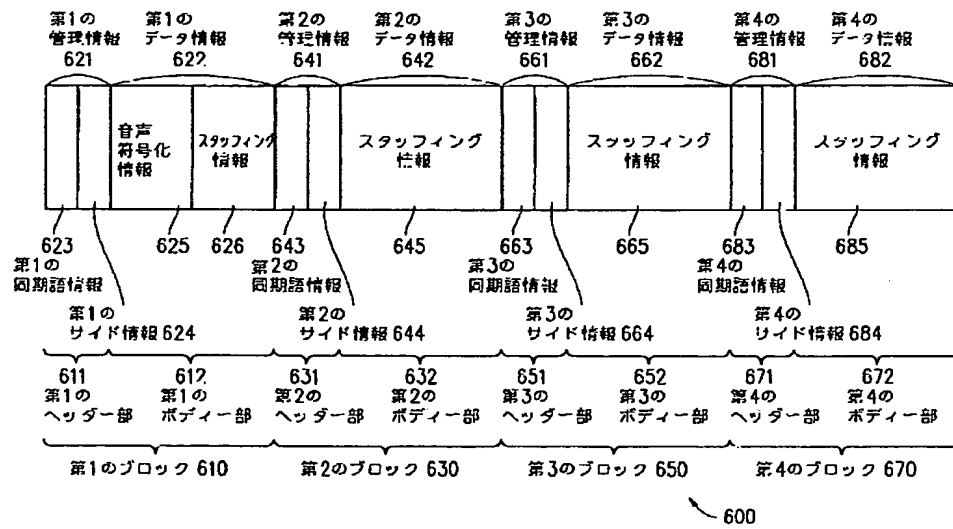 第1の 第1の 第2の 第2の 第3の 第3の 第4の 第4の
管理情報 データ情報 管理情報 データ情報 管理情報 データ情報 管理情報 データ情報
621 622 641 642 661 662 681 682
音声
符号化
情報
スタッフィング
情報
スタッフィング
情報
スタッフィング
情報
スタッフィング
情報
623 625 626 643 645 663 665 683 685
第1の 第2の 第3の 第4の
同期語情報 同期語情報 同期語情報 同期語情報
第1の 第2の 第3の 第4の
サイド情報 624 サイド情報 644 サイド情報 664 サイド情報 684
611 612 631 632 651 652 671 672
第1の 第1の 第2の 第2の 第3の 第3の 第4の 第4の
ヘッダー部 ボディー部 ヘッダー部 ボディー部 ヘッダー部 ボディー部 ヘッダー部 ボディー部
第1のブロック 610 第2のブロック 630 第3のブロック 650 第4のブロック 670
600